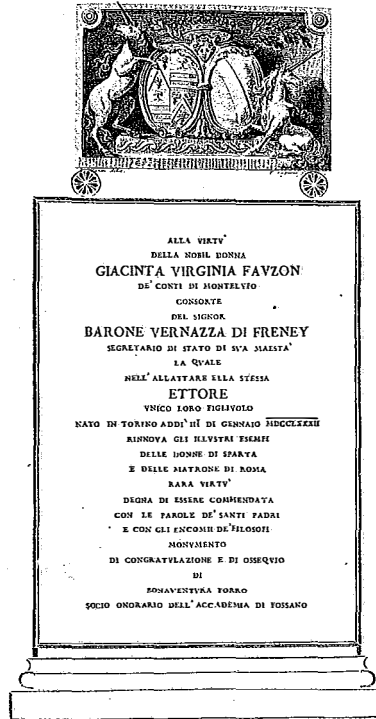 ALLA VIRTV'
DELLA NOBIL DONNA
GIACINTA VIRGINIA FAVZON
DE' CONTI DI MONTELVPO
CONSORTE
DEL SIGNOR
BARONE VERNAZZA DI FRENEY
SEGRETARIO DI STATO DI SVA MAESTA'
LA QVALE
NELL' ALLATTARE ELLA STESSA
ETTORE
VNICO LORO FIGLIVOLO
NATO IN TORINO ADDI' III DI GENNAIO MDCCLXXXII
RINNOVA GLI ILLVSTRI ESEMPI
DELLE DONNE DI SPARTA
E DELLE MATRONE DI ROMA
RARA VIRTV'
DEGNA DI ESSERE COMMENDATA
CON LE PAROLE DE' SANTI PADRI
E CON GLI ENCOMII DE' FILOSOFI
MONVMENTO
DI CONGRATVLAZIONE E DI OSSEQVIO
DI
BONAVENTVRA PORRO
SOCIO ONORARIO DELL' ACCADEMIA DI FOSSANO